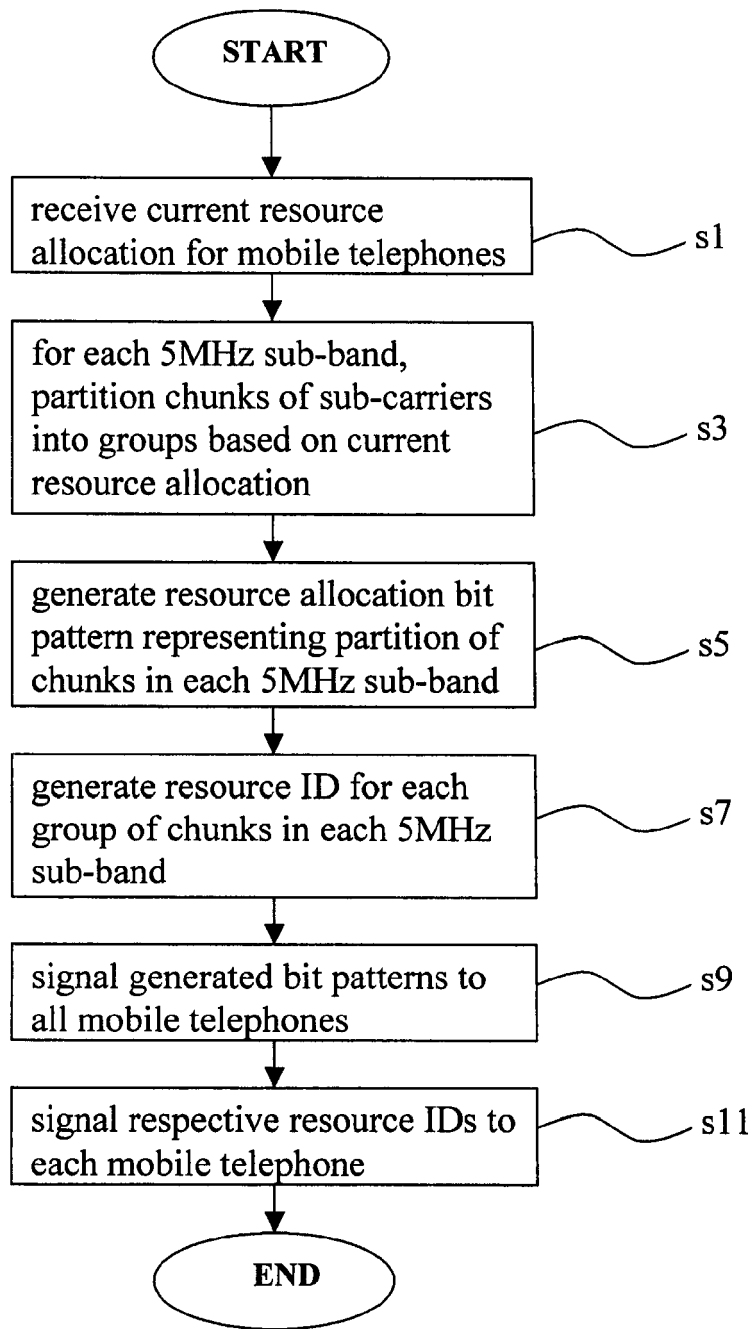 START
receive current resource
allocation for mobile telephones
s1
for each 5MHz sub-band,
partition chunks of sub-carriers
into groups based on current
resource allocation
s3
generate resource allocation bit
pattern representing partition of
chunks in each 5MHz sub-band
s5
generate resource ID for each
group of chunks in each 5MHz
sub-band
s7
signal generated bit patterns to
all mobile telephones
s9
signal respective resource IDs to
each mobile telephone
s11
END